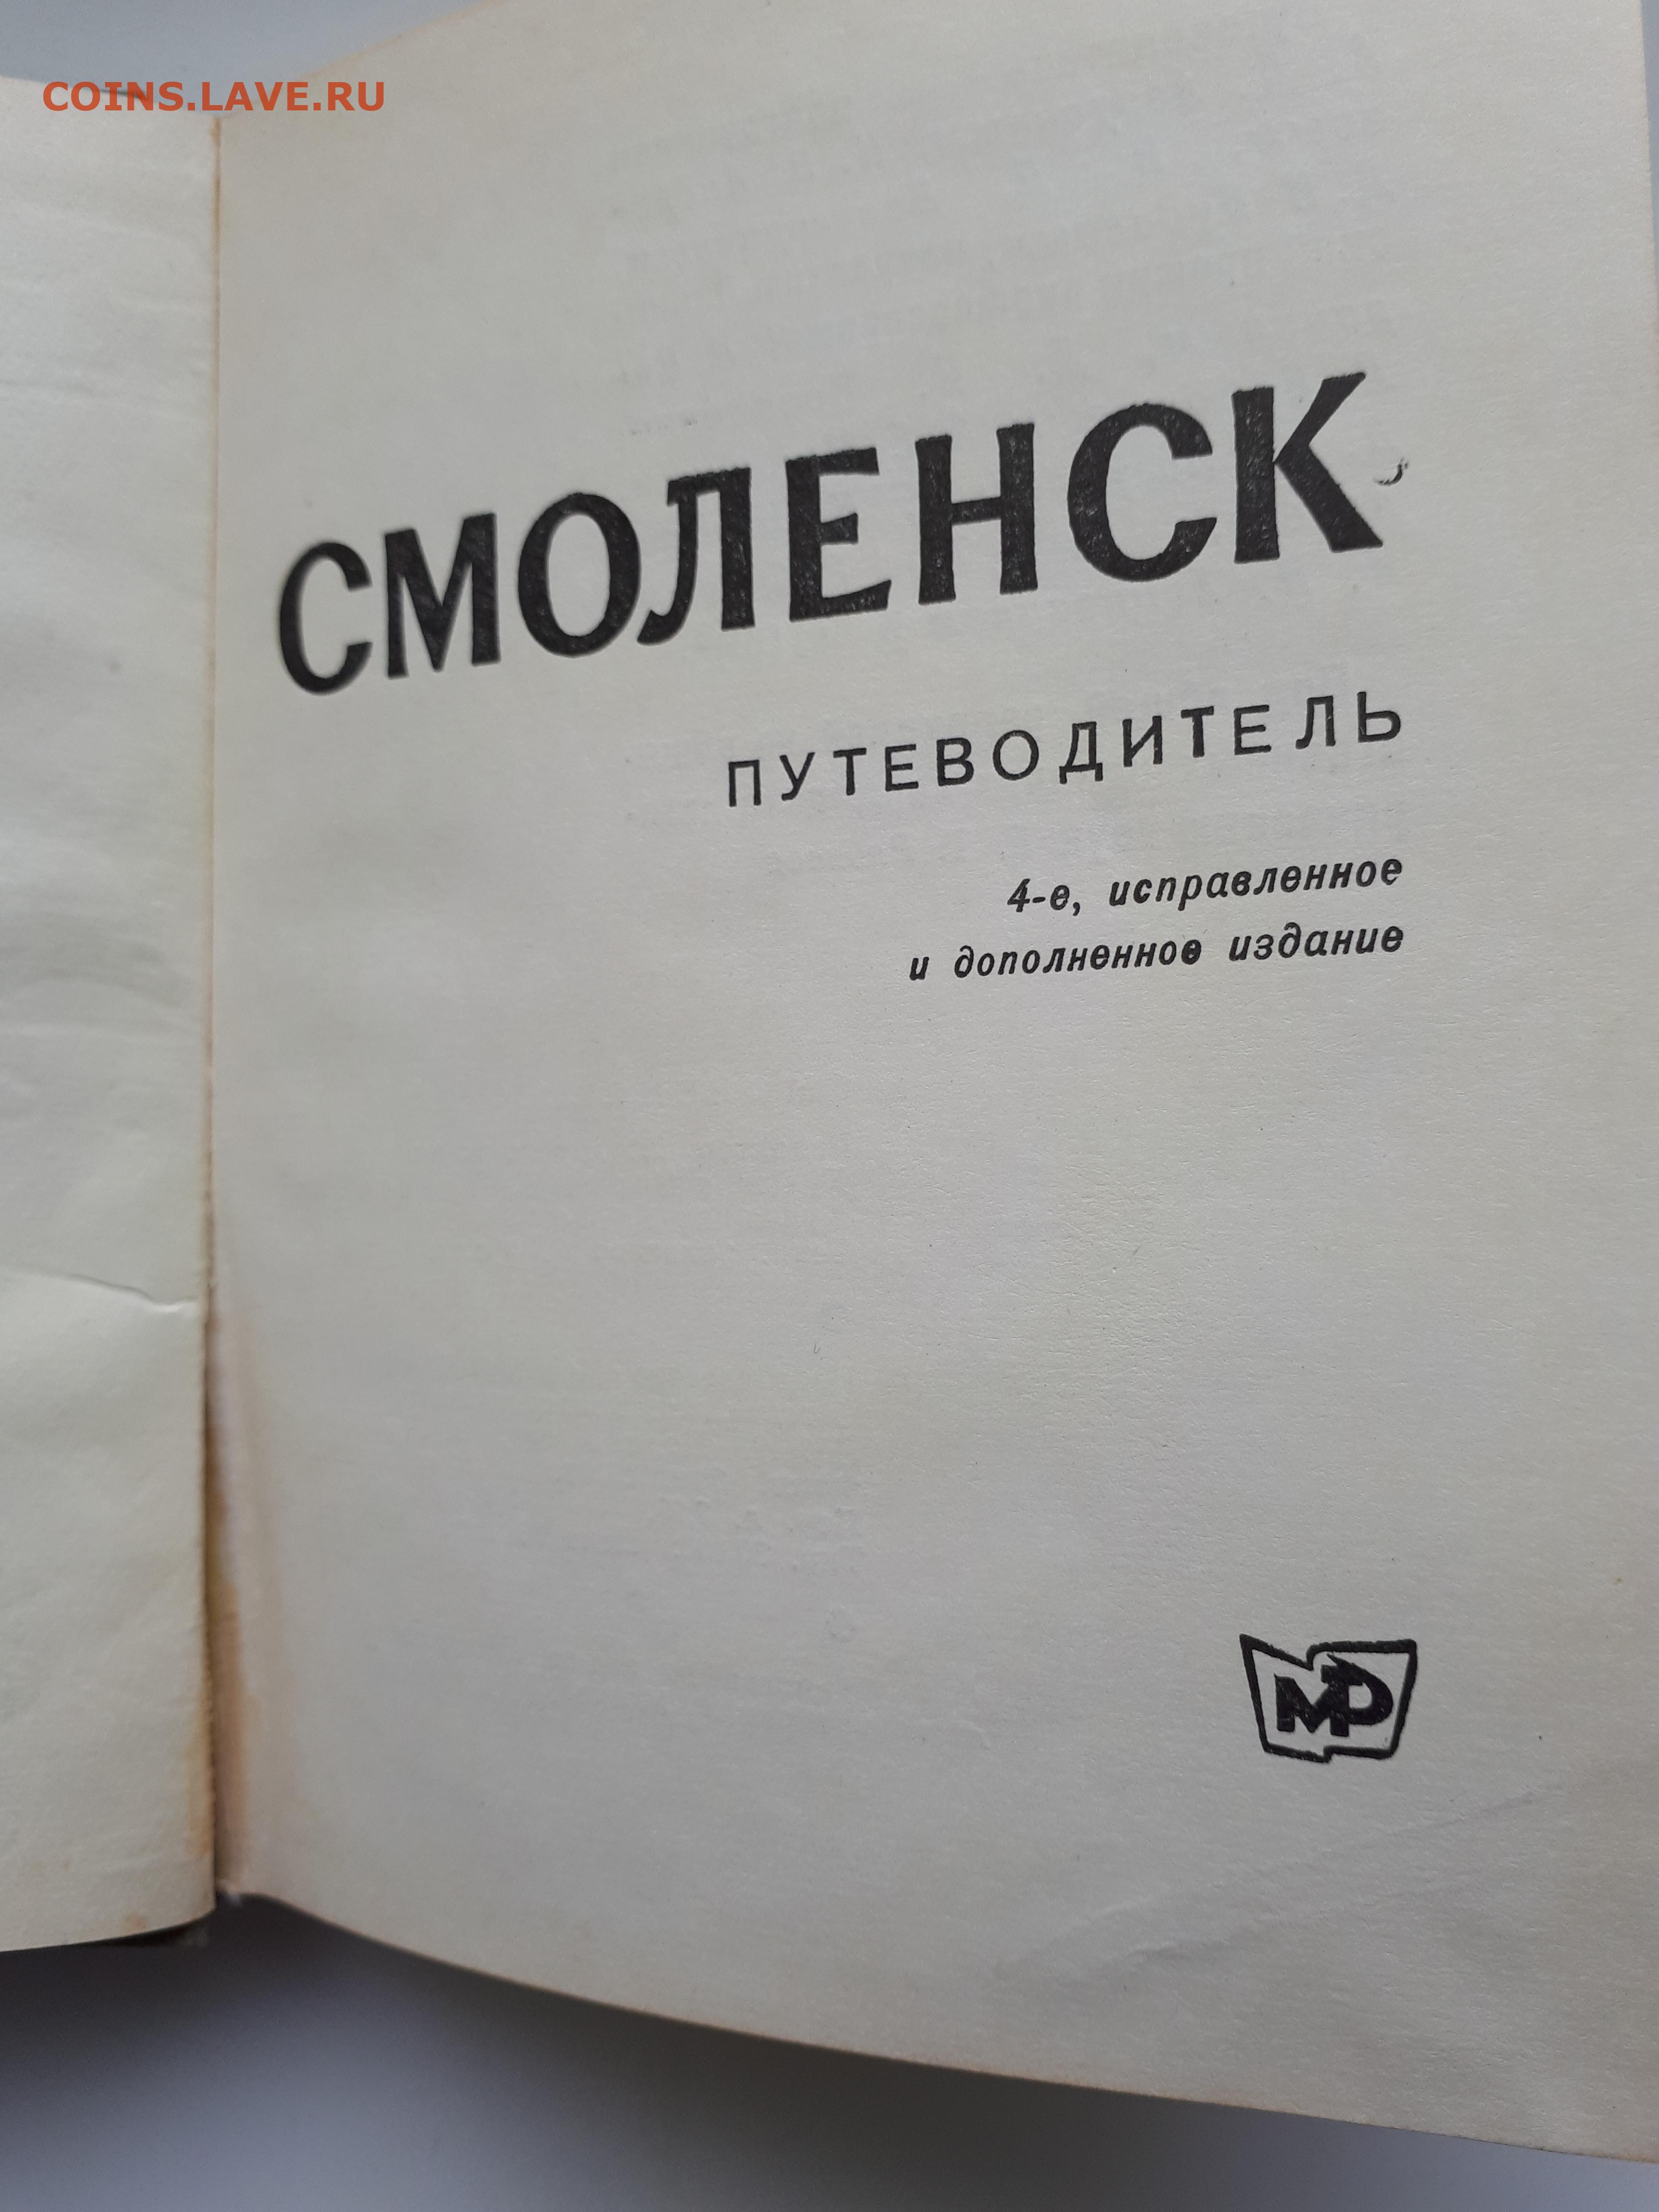 COINS.LAVE.RU
СМОЛЕНСК
ПУТЕВОДИТЕЛЬ
4-е, исправленное
и дополненное издание
МР